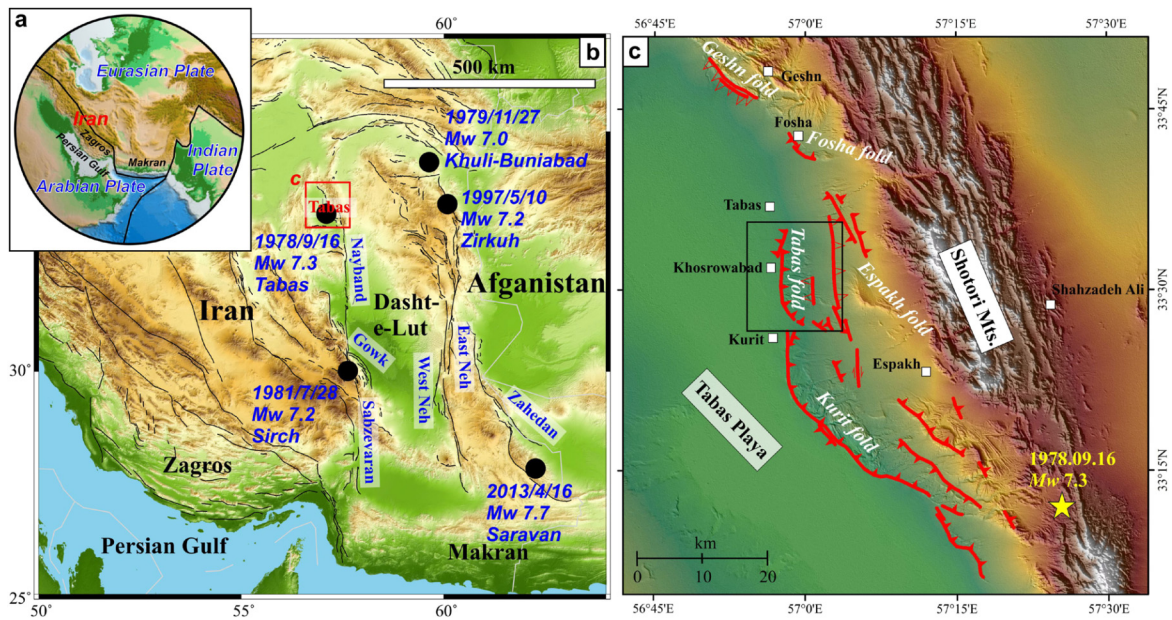 a
Eurasian Plate
Iran
Zagros
Persian Gulf
Makran
Indian
Plate
Arabian Plate
60°
b
500 km
1979/11/27
Mw 7.0
Khuli-Buniabad
c
Tabas
1997/5/10
Mw 7.2
Zirkuh
1978/9/16
Mw 7.3
Tabas
Nayband
Afganistan
Iran
Dasht-
e-Lut
Gowk
West Neh
East Neh
30°
1981/7/28
Mw 7.2
Sirch
Sabzevaran
Zahedan
Zagros
2013/4/16
Mw 7.7
Saravan
Persian Gulf
Makran
25°
50°
55°
60°
56°45'E
57°0'E
57°15'E
57°30'E
c
Geshn fold
Geshn
33°45'N
Fosha
Fosha fold
Tabas
Tabas fold
Khosrowabad
Espakh fold
Shotori Mts.
Shahzadeh Ali
33°30'N
Kurit
Espakh
Tabas Playa
Kurit fold
1978.09.16
Mw 7.3
33°15'N
km
0
10
20
56°45'E
57°0'E
57°15'E
57°30'E